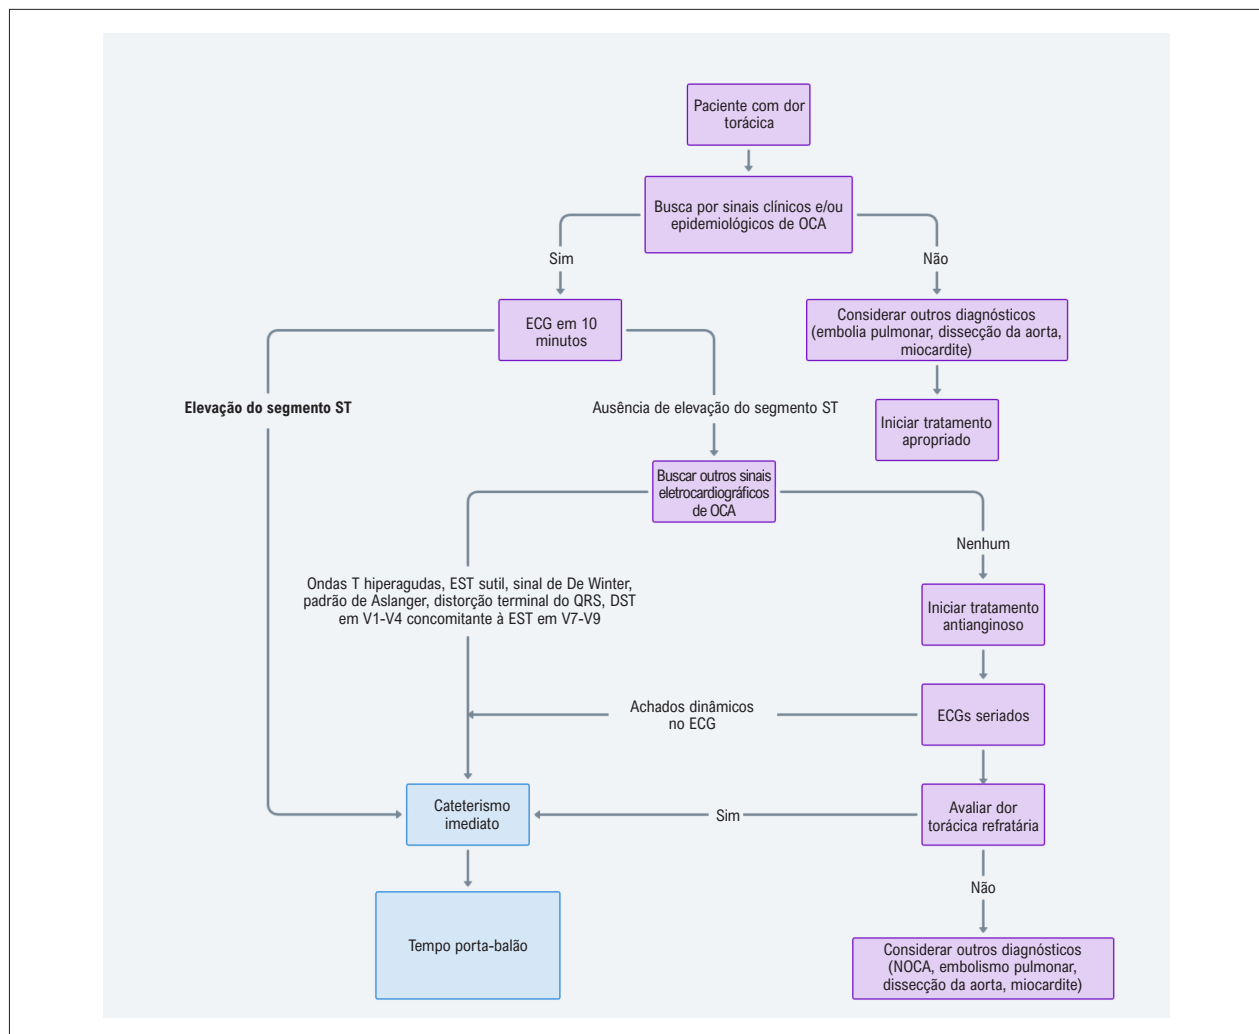 Paciente com dor
torácica
Busca por sinais clínicos e/ou
epidemiológicos de OCA
Sim
Não
ECG em 10
minutos
Considerar outros diagnósticos
(embolia pulmonar, dissecção da aorta,
miocardite)
Elevação do segmento ST
Ausência de elevação do segmento ST
Iniciar tratamento
apropriado
Buscar outros sinais
eletrocardiográficos
de OCA
Nenhum
Ondas T hiperagudas, EST sutil, sinal de De Winter,
padrão de Aslanger, distorção terminal do QRS, DST
em V1-V4 concomitante à EST em V7-V9
Iniciar tratamento
antianginoso
Achados dinâmicos
no ECG
ECGs seriados
Cateterismo
imediato
Sim
Avaliar dor
torácica refratária
Não
Tempo porta-balão
Considerar outros diagnósticos
(NOCA, embolismo pulmonar,
dissecção da aorta, miocardite)